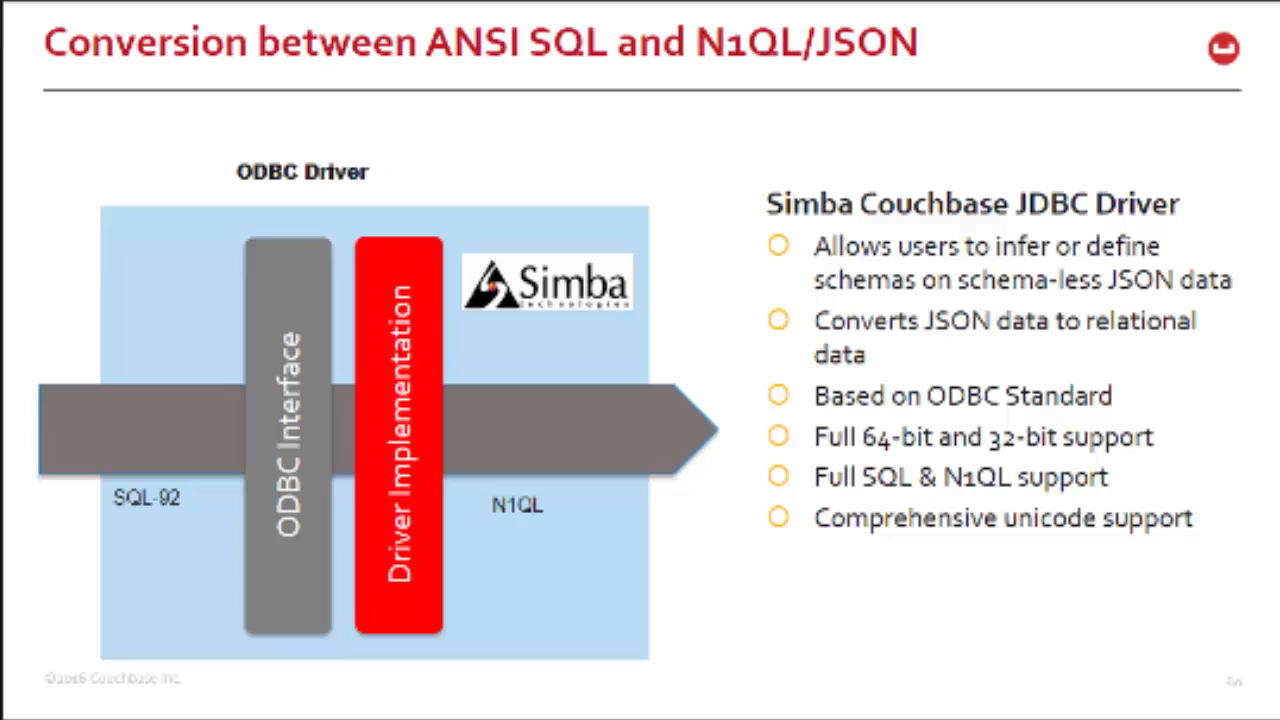 Conversion between ANSI SQL and N1QL/JSON
ODBC Driver
Simba
technologies
ODBC Interface
Driver Implementation
SQL-92
N1QL
Simba Couchbase JDBC Driver
Allows users to infer or define
schemas on schema-less JSON data
Converts JSON data to relational
data
Based on ODBC Standard
Full 64-bit and 32-bit support
Full SQL & N1QL support
Comprehensive unicode support
©2016 Couchbase Inc.